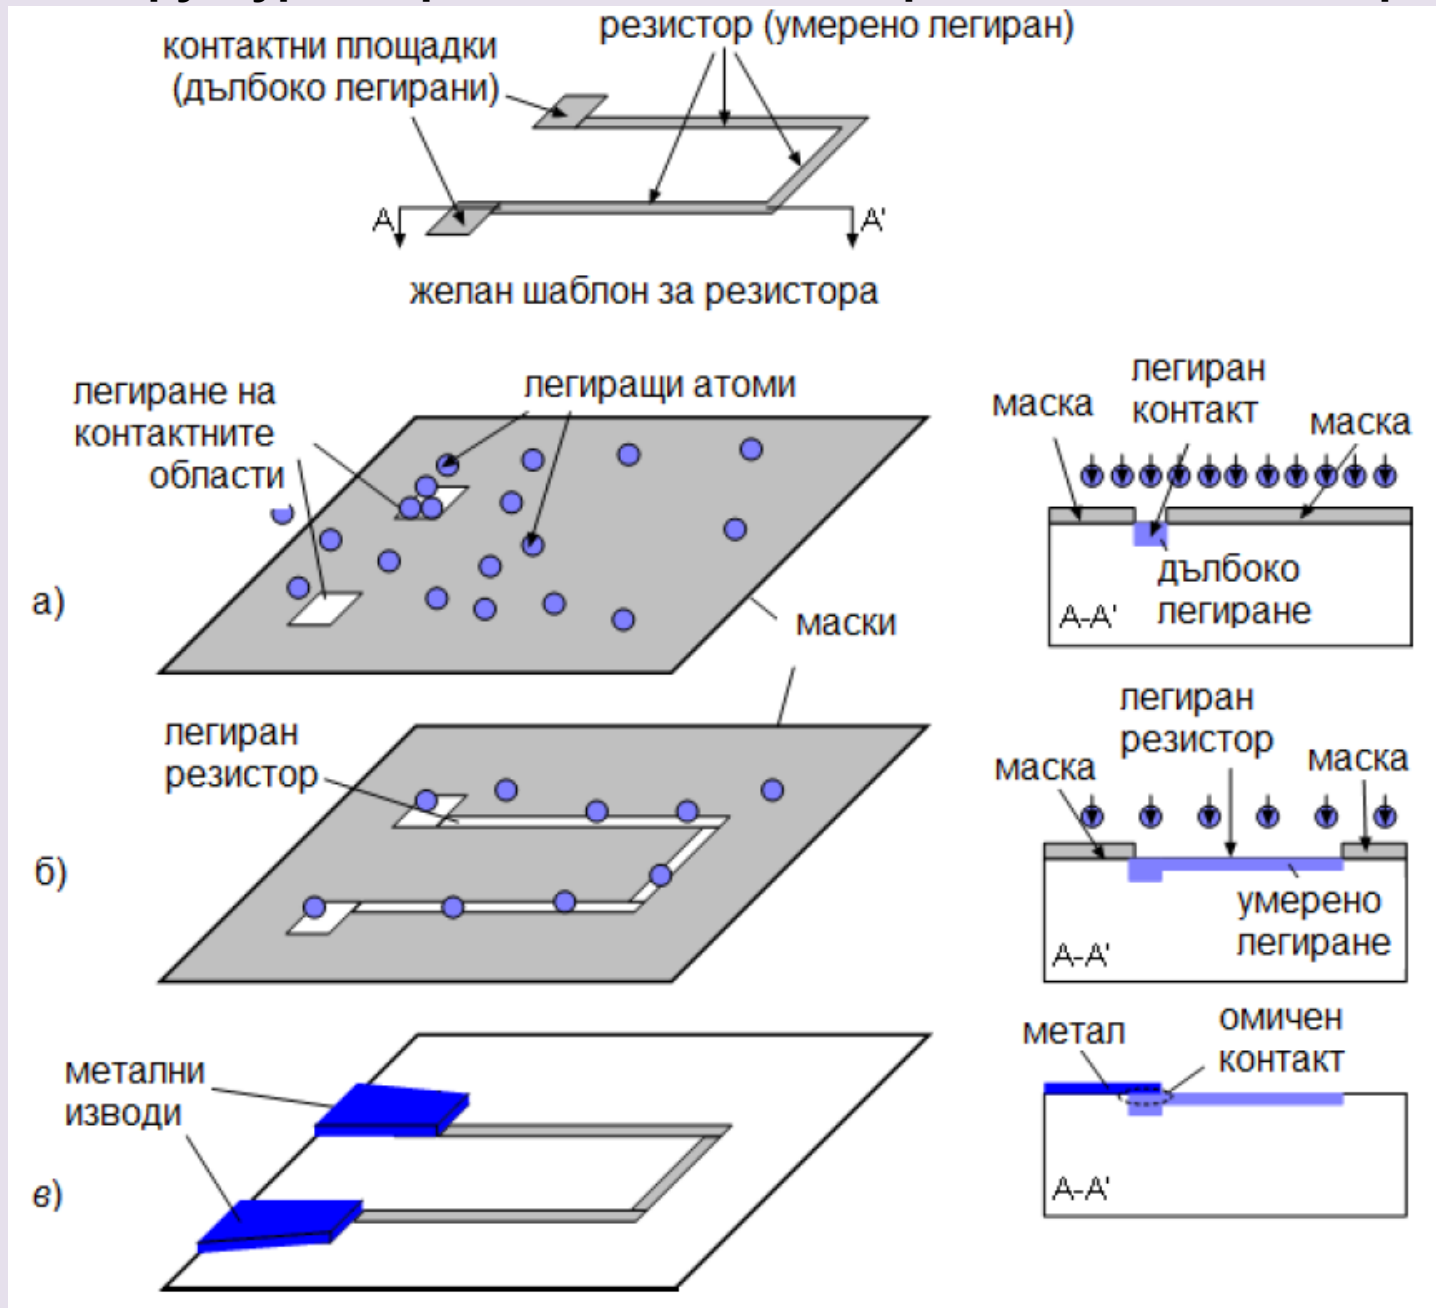 резистор (умерено легиран)
контактни площадки
(дълбоко легирани)
A
A'
желан шаблон за резистора
легиране на
контактните
области
легиращи атоми
маска
легиран
контакт
маска
а)
дълбоко
легиране
A-A'
маски
легиран
резистор
маска
легиран
резистор
маска
б)
умерено
легиране
A-A'
метални
изводи
метал
омичен
контакт
в)
A-A'